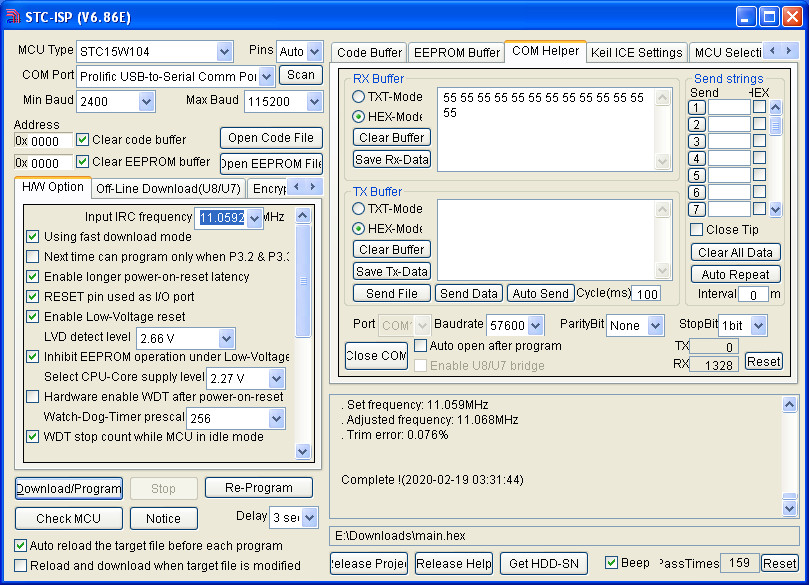 STC-ISP (V6.86E)
MCU Type STC15W104 Pins Auto
COM Port Prolific USB-to-Serial Comm Poi Scan
Min Baud 2400 Max Baud 115200
Address
0x 0000 Clear code buffer Open Code File
0x 0000 Clear EEPROM buffer Open EEPROM File
H/W Option Off-Line Download(U8/U7) Encryp
Input IRC frequency 11.0592 MHz
Using fast download mode
Next time can program only when P3.2 & P3.3
Enable longer power-on-reset latency
RESET pin used as I/O port
Enable Low-Voltage reset
LVD detect level 2.66 V
Inhibit EEPROM operation under Low-Voltage
Select CPU-Core supply level 2.27 V
Hardware enable WDT after power-on-reset
Watch-Dog-Timer prescal 256
WDT stop count while MCU in idle mode
Download/Program Stop Re-Program
Check MCU Notice Delay 3 sec
Auto reload the target file before each program
Reload and download when target file is modified
Code Buffer EEPROM Buffer COM Helper Keil ICE Settings MCU Selecti
RX Buffer
TXT-Mode
HEX-Mode
Clear Buffer
Save Rx-Data
55 55 55 55 55 55 55 55 55 55 55 55
55
TX Buffer
TXT-Mode
HEX-Mode
Clear Buffer
Save Tx-Data
Send File Send Data Auto Send Cycle(ms) 100
Send strings
Send HEX
1
2
3
4
5
6
7
Close Tip
Clear All Data
Auto Repeat
Interval 0 m
Port COM Baudrate 57600 ParityBit None StopBit 1bit
Close COM Auto open after program
Enable U8/U7 bridge
TX 0
RX 1328 Reset
. Set frequency: 11.059MHz
. Adjusted frequency: 11.068MHz
. Trim error: 0.076%
Complete !(2020-02-19 03:31:44)
E:\Downloads\main.hex
Release Projec Release Help Get HDD-SN Beep PassTimes 159 Reset